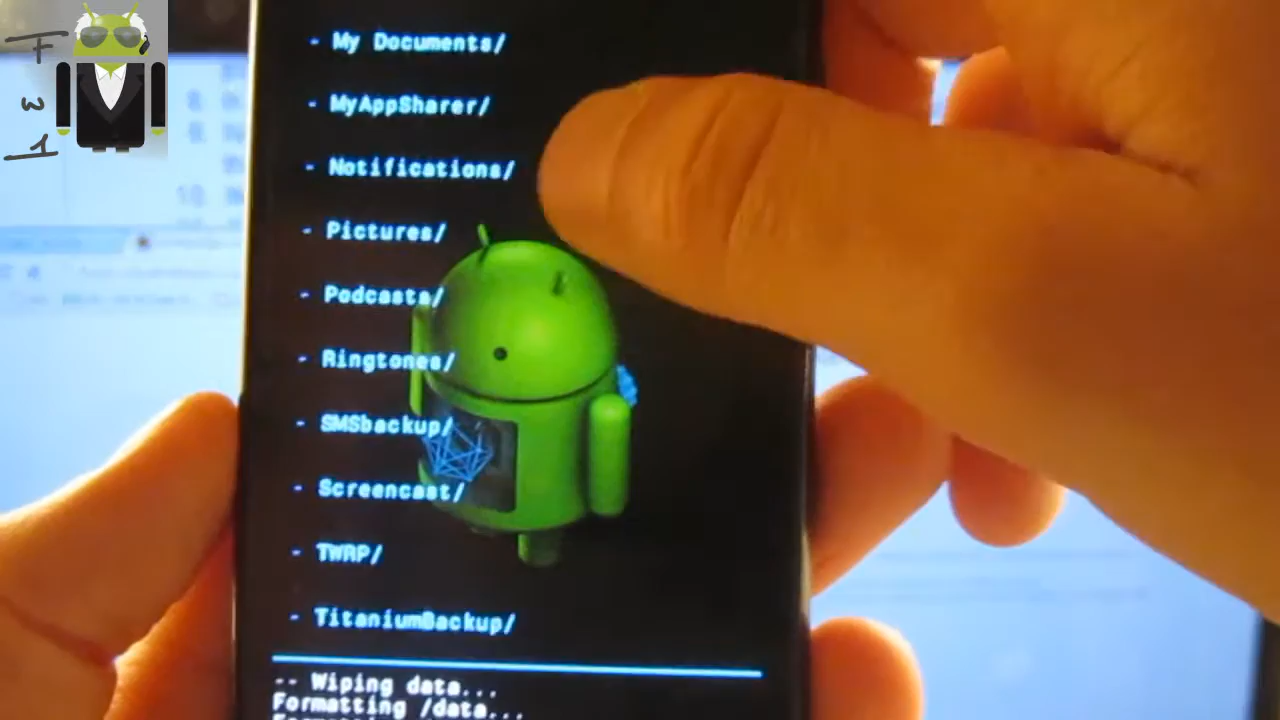 - My Documents/
- MyAppSharer/
- Notifications/
- Pictures/
- Podcasts/
- Ringtones/
- SMSbackup/
- Screencast/
- TWRP/
- TitaniumBackup/
-- Wiping data...
Formatting /data...